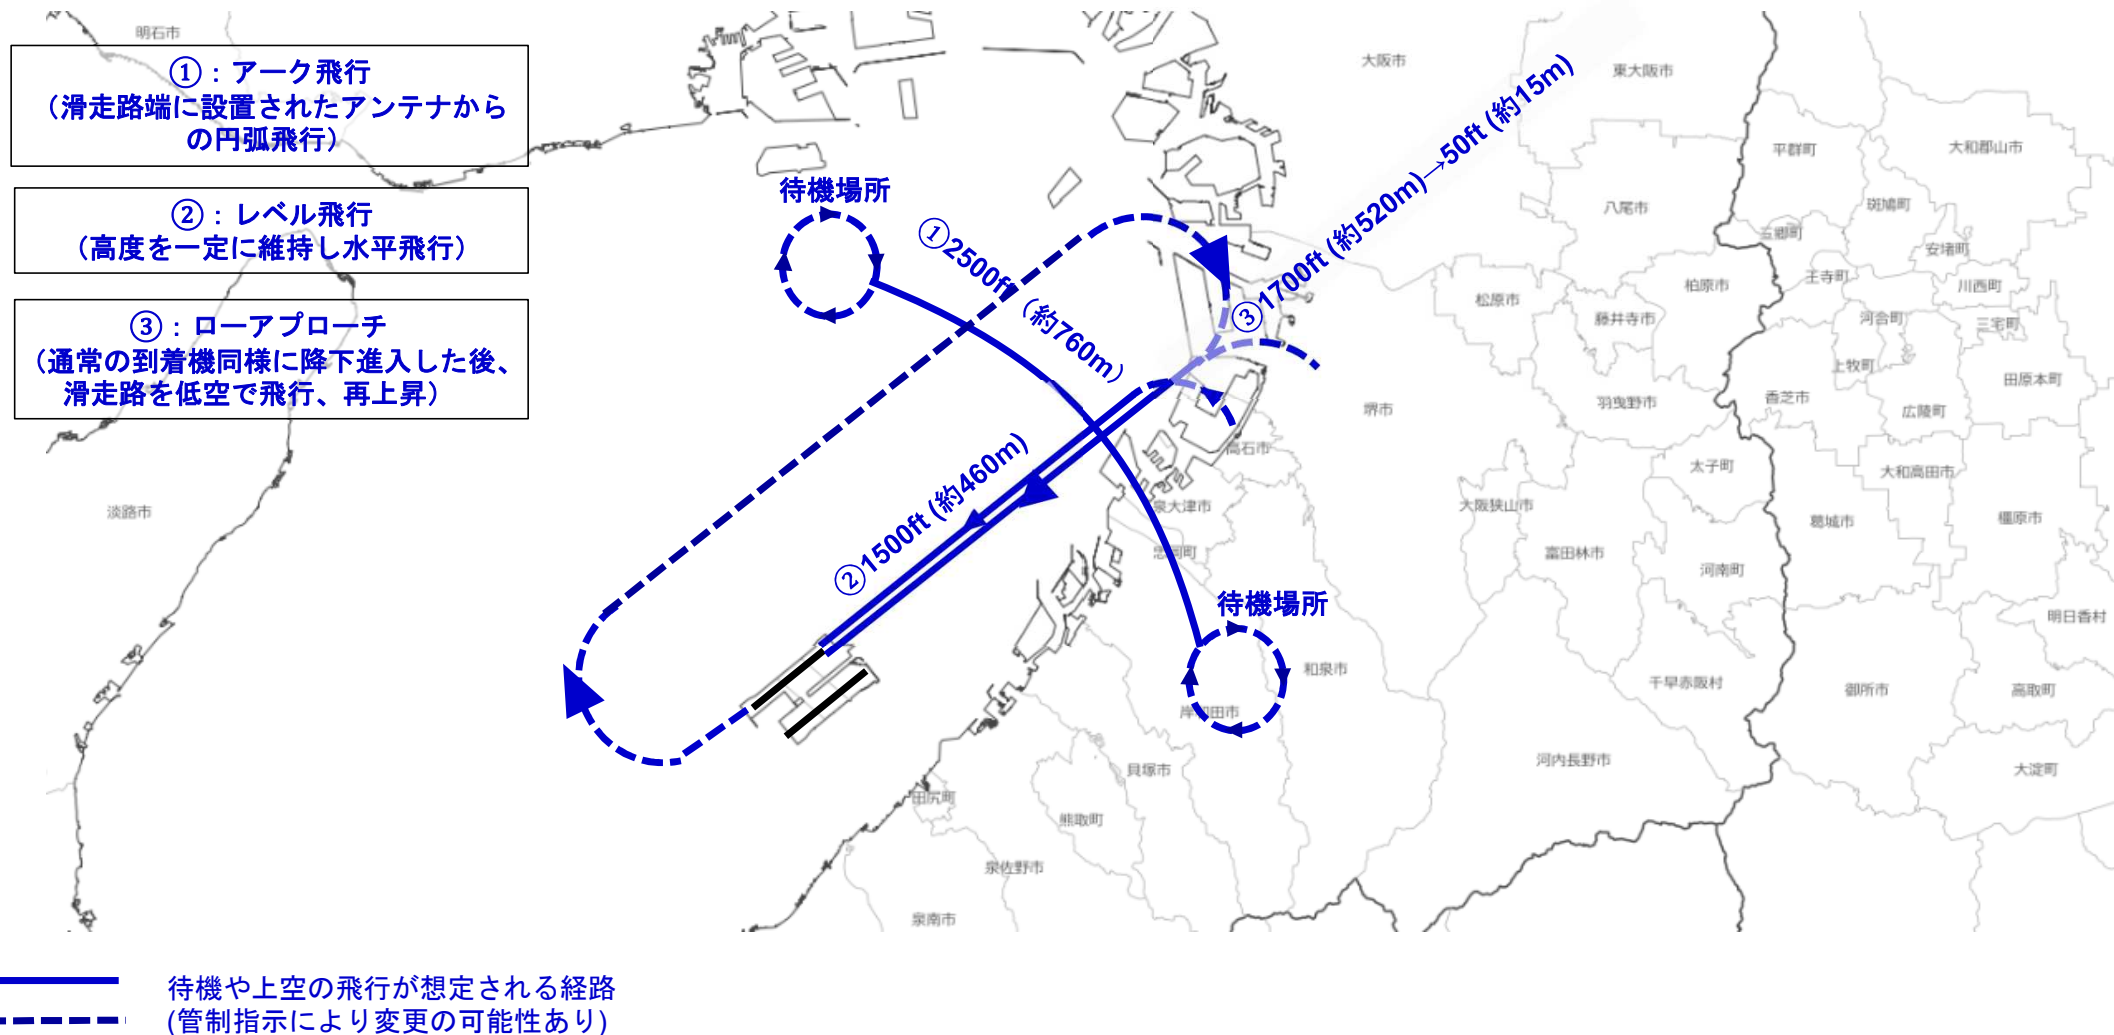 ①：アーク飛行
（滑走路端に設置されたアンテナから
の円弧飛行）
②：レベル飛行
（高度を一定に維持し水平飛行）
③：ローアプローチ
（通常の到着機同様に降下進入した後、
滑走路を低空で飛行、再上昇）
待機場所
①2500ft（約760m）
②1500ft (約460m)
③1700ft (約520m)→50ft (約15m)
待機場所
明石市
淡路市
大阪市
東大阪市
八尾市
平群町
大和郡山市
斑鳩町
三郷町
安堵町
王寺町
川西町
松原市
柏原市
藤井寺市
河合町
三宅町
上牧町
田原本町
堺市
羽曳野市
香芝市
広陵町
高石市
太子町
大和高田市
泉大津市
大阪狭山市
葛城市
橿原市
忠岡町
富田林市
河南町
明日香村
和泉市
千早赤阪村
御所市
高取町
岸和田市
河内長野市
貝塚市
大淀町
田尻町
熊取町
泉佐野市
泉南市
待機や上空の飛行が想定される経路
(管制指示により変更の可能性あり)